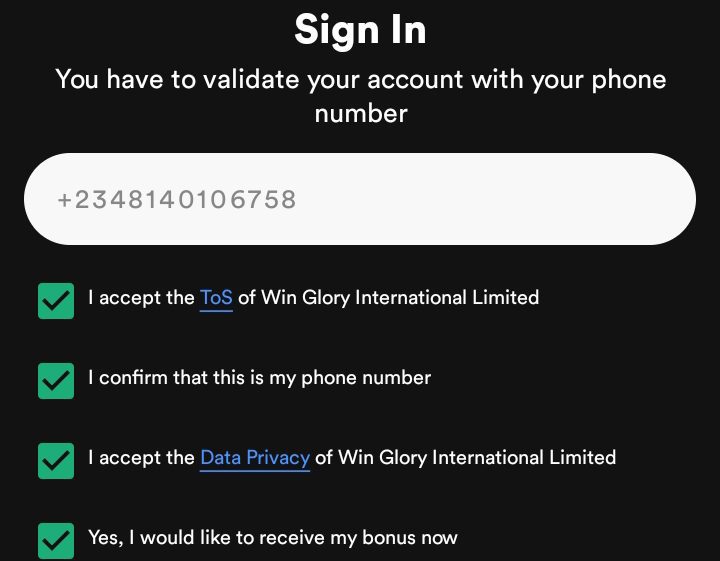 Sign In
You have to validate your account with your phone
number
+2348140106758
I accept the ToS of Win Glory International Limited
I confirm that this is my phone number
I accept the Data Privacy of Win Glory International Limited
Yes, I would like to receive my bonus now